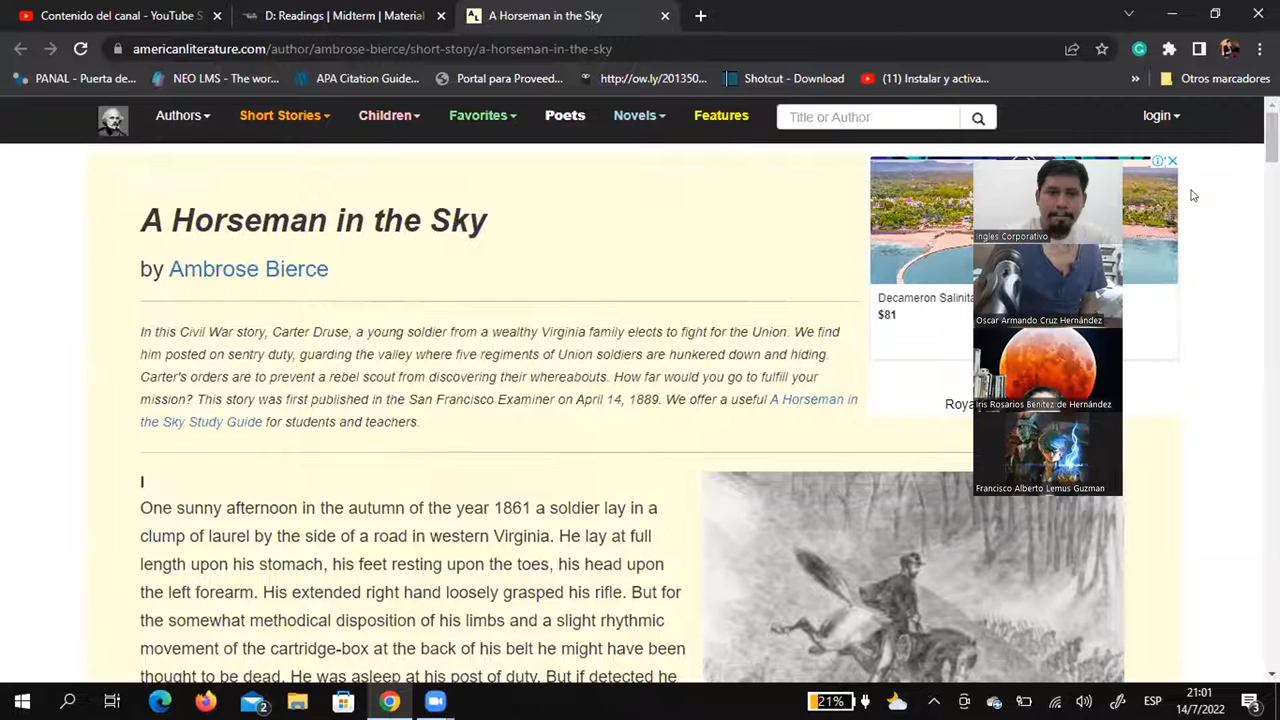 Contenido del canal - YouTube S
D: Readings | Midterm | Material
A Horseman in the Sky
americanliterature.com/author/ambrose-bierce/short-story/a-horseman-in-the-sky
PANAL - Puerta de...
NEO LMS - The wor...
APA Citation Guide...
Portal para Proveed...
http://ow.ly/201350...
Shotcut - Download
(11) Instalar y activa...
»
Otros marcadores
Authors
Short Stories
Children
Favorites
Poets
Novels
Features
Title or Author
login
A Horseman in the Sky
by Ambrose Bierce
In this Civil War story, Carter Druse, a young soldier from a wealthy Virginia family elects to fight for the Union. We find
him posted on sentry duty, guarding the valley where five regiments of Union soldiers are hunkered down and hiding.
Carter's orders are to prevent a rebel scout from discovering their whereabouts. How far would you go to fulfill your
mission? This story was first published in the San Francisco Examiner on April 14, 1889. We offer a useful A Horseman
in the Sky Study Guide for students and teachers.
I
One sunny afternoon in the autumn of the year 1861 a soldier lay in a
clump of laurel by the side of a road in western Virginia. He lay at full
length upon his stomach, his feet resting upon the toes, his head upon
the left forearm. His extended right hand loosely grasped his rifle. But for
the somewhat methodical disposition of his limbs and a slight rhythmic
movement of the cartridge-box at the back of his belt he might have been
thought to be dead. He was asleep at his post of duty. But if detected he
Decameron Salinita
$81
Roya
Ingles Corporativo
Oscar Armando Cruz Hernández
Iris Rosarios Benitez de Hernández
Francisco Alberto Lemus Guzman
2
21%
ESP
21:01
14/7/2022
3